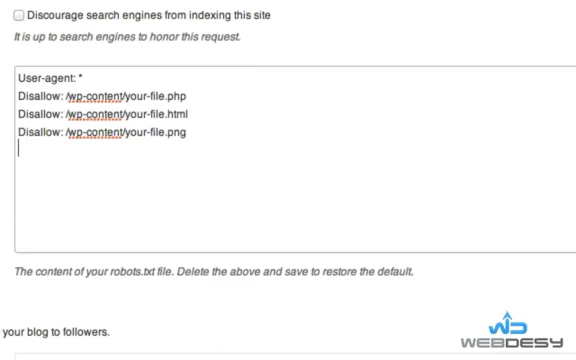 Discourage search engines from indexing this site
It is up to search engines to honor this request.
User-agent: *
Disallow: /wp-content/your-file.php
Disallow: /wp-content/your-file.html
Disallow: /wp-content/your-file.png
The content of your robots.txt file. Delete the above and save to restore the default.
your blog to followers.
WEBDESY